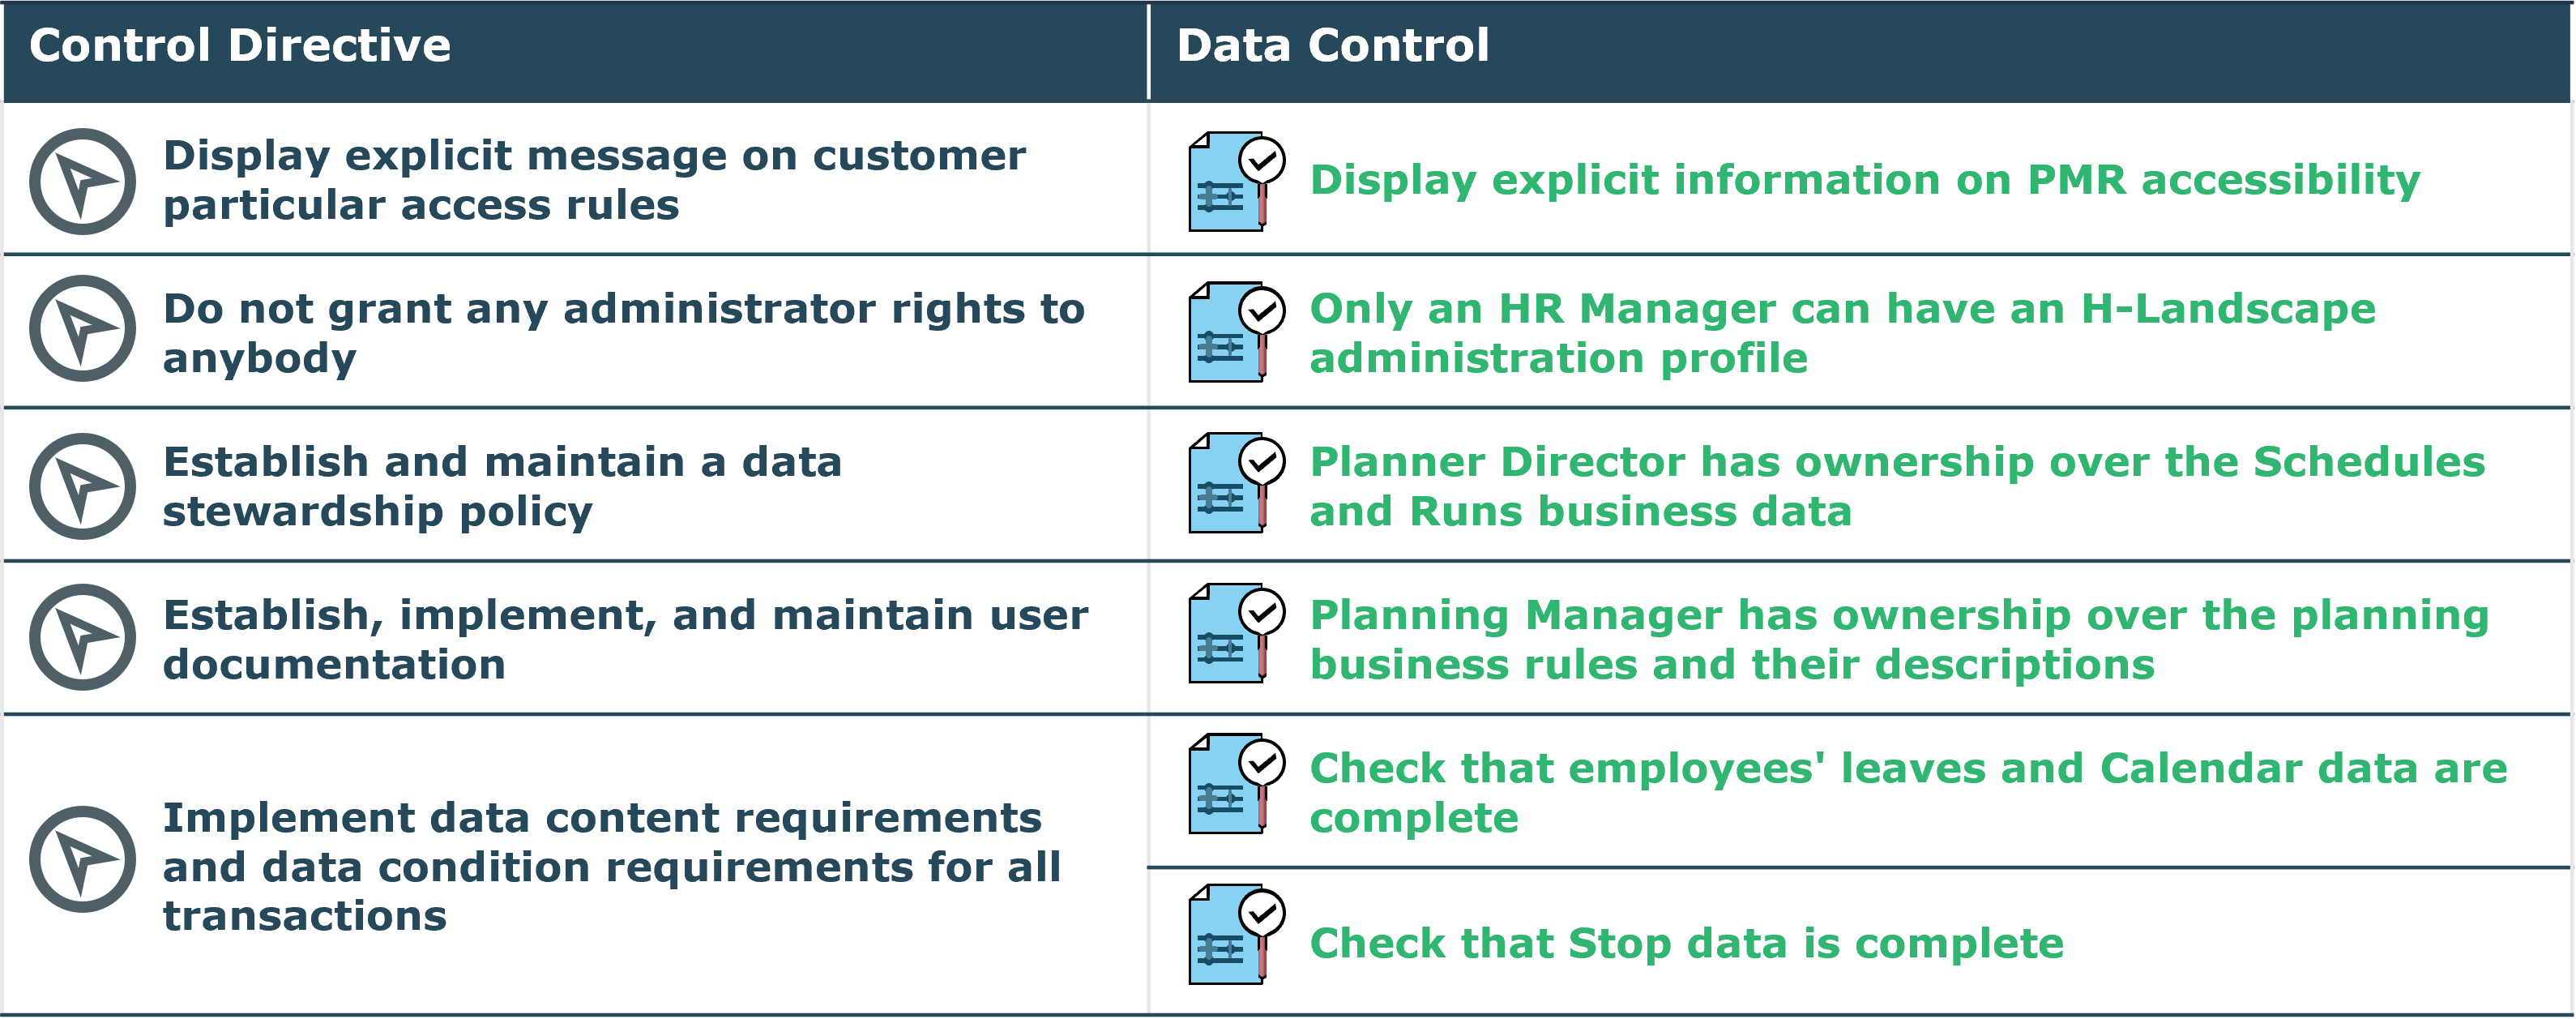 Control Directive
Data Control
Display explicit message on customer
particular access rules
Display explicit information on PMR accessibility
Do not grant any administrator rights to
anybody
Only an HR Manager can have an H-Landscape
administration profile
Establish and maintain a data
stewardship policy
Planner Director has ownership over the Schedules
and Runs business data
Establish, implement, and maintain user
documentation
Planning Manager has ownership over the planning
business rules and their descriptions
Implement data content requirements
and data condition requirements for all
transactions
Check that employees' leaves and Calendar data are
complete
Check that Stop data is complete